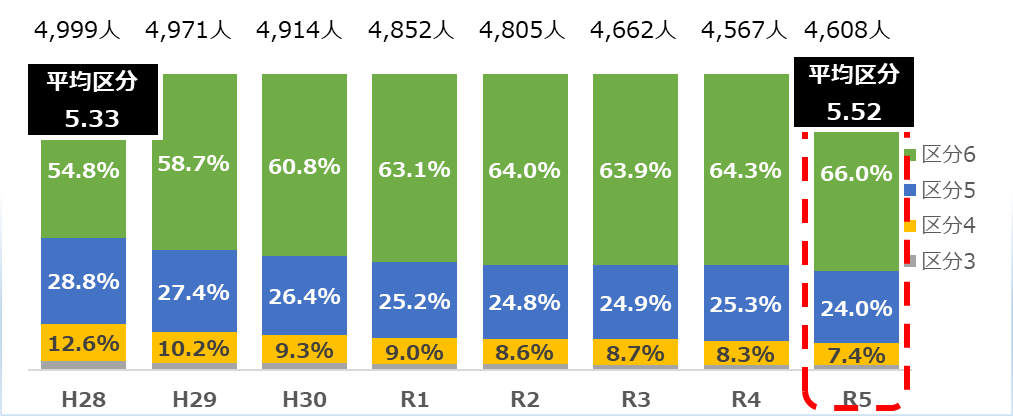 4,999人 4,971人 4,914人 4,852人 4,805人 4,662人 4,567人 4,608人
平均区分
5.33
平均区分
5.52
54.8% 58.7% 60.8% 63.1% 64.0% 63.9% 64.3% 66.0%
28.8% 27.4% 26.4% 25.2% 24.8% 24.9% 25.3% 24.0%
12.6% 10.2% 9.3% 9.0% 8.6% 8.7% 8.3% 7.4%
区分6
区分5
区分4
区分3
H28 H29 H30 R1 R2 R3 R4 R5